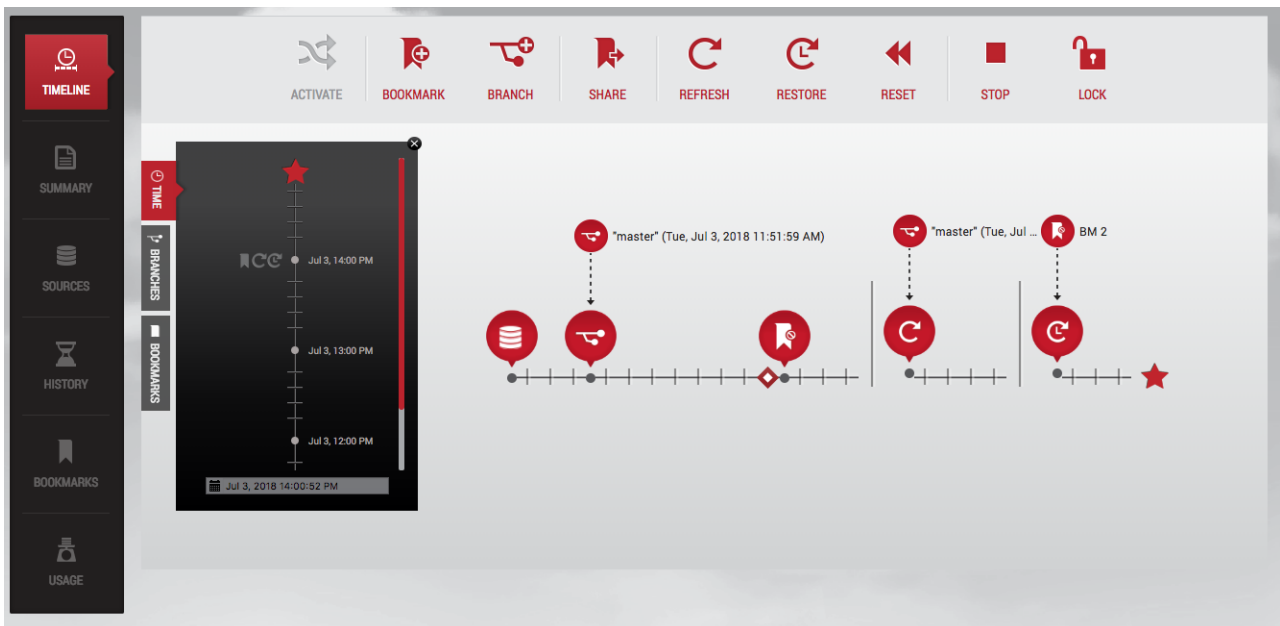 TIMELINE
SUMMARY
SOURCES
HISTORY
BOOKMARKS
USAGE
ACTIVATE
BOOKMARK
BRANCH
SHARE
REFRESH
RESTORE
RESET
STOP
LOCK
TIME
BRANCHES
BOOKMARKS
Jul 3, 14:00 PM
Jul 3, 13:00 PM
Jul 3, 12:00 PM
Jul 3, 2018 14:00:52 PM
"master" (Tue, Jul 3, 2018 11:51:59 AM)
"master" (Tue, Jul ...
BM 2